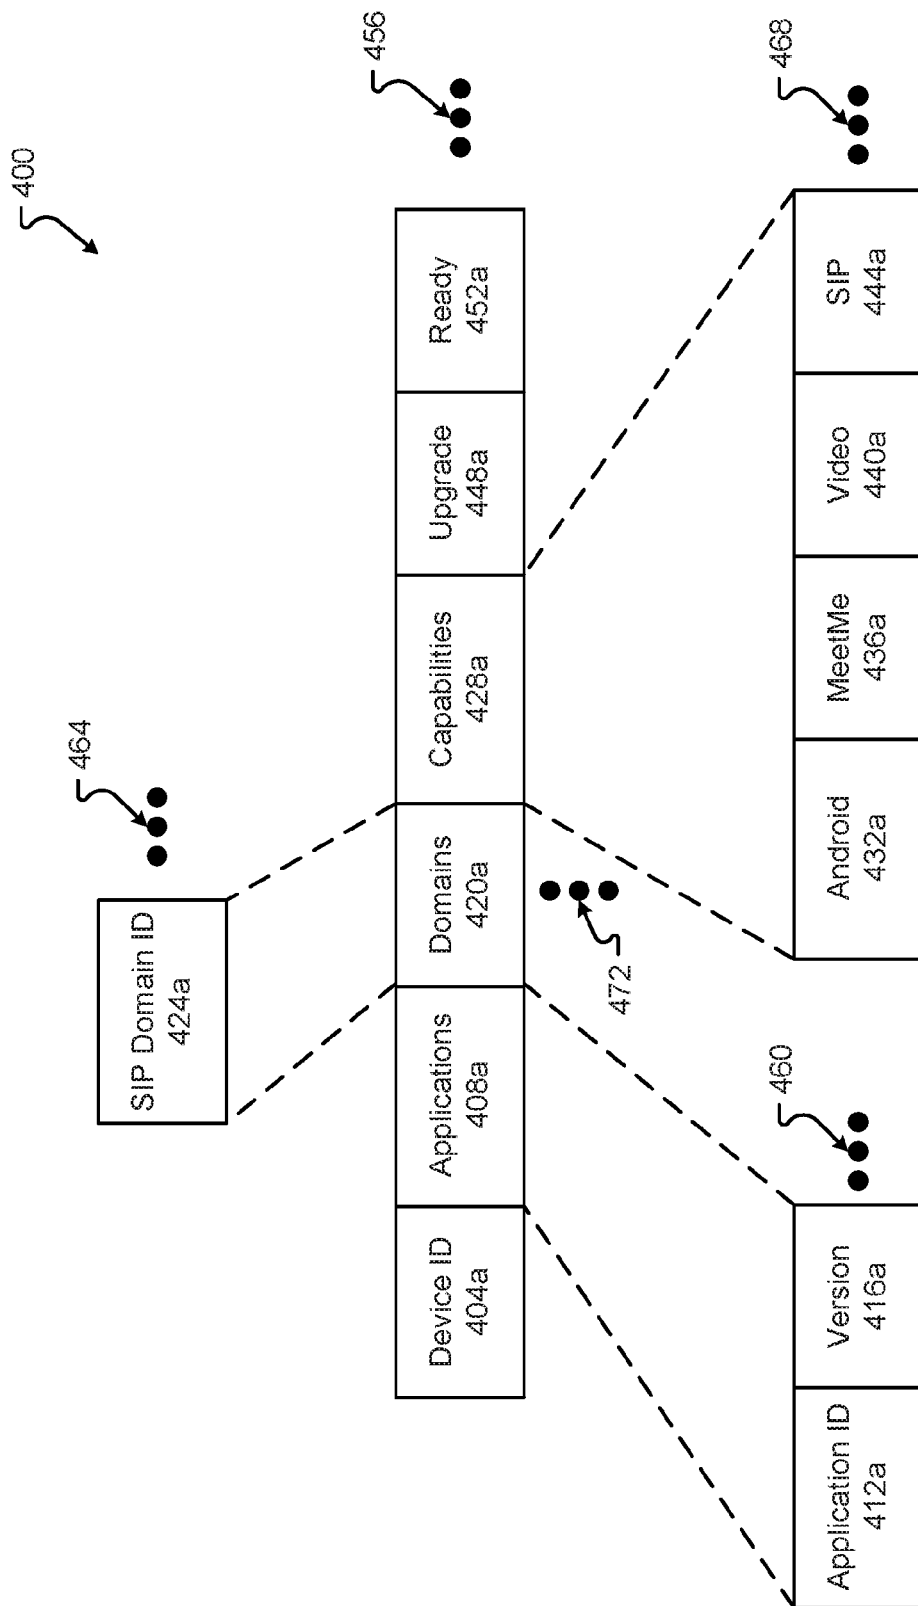 400
464
SIP Domain ID
424a
456
Device ID
404a
Applications
408a
Domains
420a
Capabilities
428a
Upgrade
448a
Ready
452a
472
460
468
Application ID
412a
Version
416a
Android
432a
MeetMe
436a
Video
440a
SIP
444a